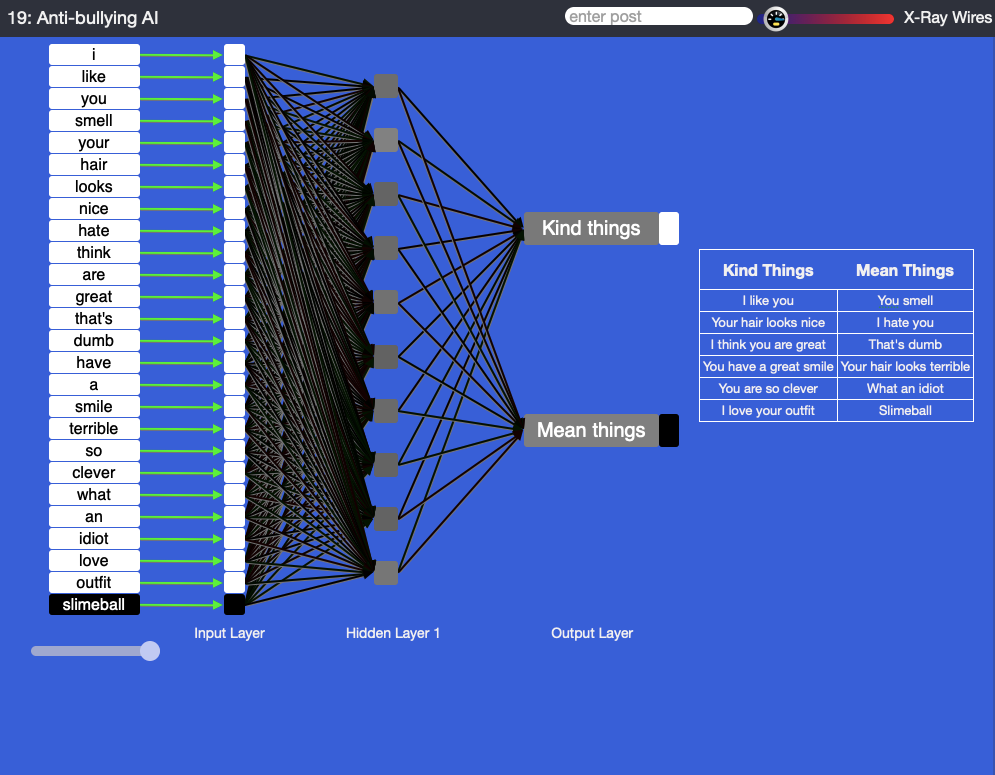 19: Anti-bullying AI
enter post
X-Ray Wires
i
like
you
smell
your
hair
looks
nice
hate
think
are
great
that's
dumb
have
a
smile
terrible
so
clever
what
an
idiot
love
outfit
slimeball
Input Layer
Hidden Layer 1
Output Layer
Kind things
Mean things
Kind Things Mean Things
I like you You smell
Your hair looks nice I hate you
I think you are great That's dumb
You have a great smile Your hair looks terrible
You are so clever What an idiot
I love your outfit Slimeball